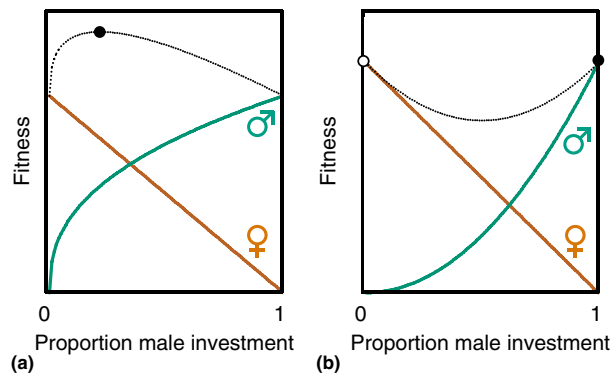 Fitness
♂
♀
0
1
Proportion male investment
(a)
Fitness
♂
♀
0
1
Proportion male investment
(b)